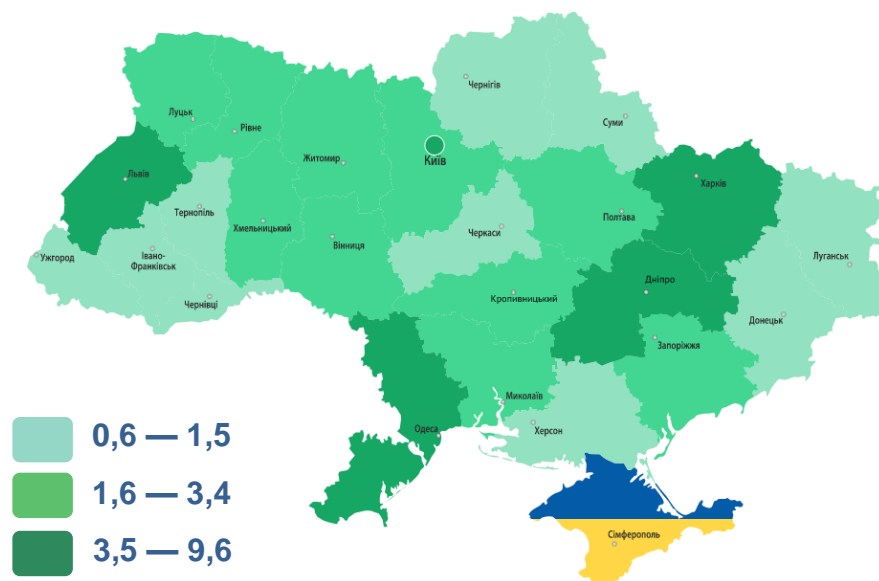 Чернігів
Суми
Луцьк
Рівне
Житомир
Київ
Львів
Харків
Тернопіль
Хмельницький
Полтава
Черкаси
Вінниця
Ужгород
Івано-
Франківськ
Луганськ
Чернівці
Дніпро
Кропивницький
Донецьк
Запоріжжя
Миколаїв
Одеса
Херсон
Сімферополь
0,6 — 1,5
1,6 — 3,4
3,5 — 9,6